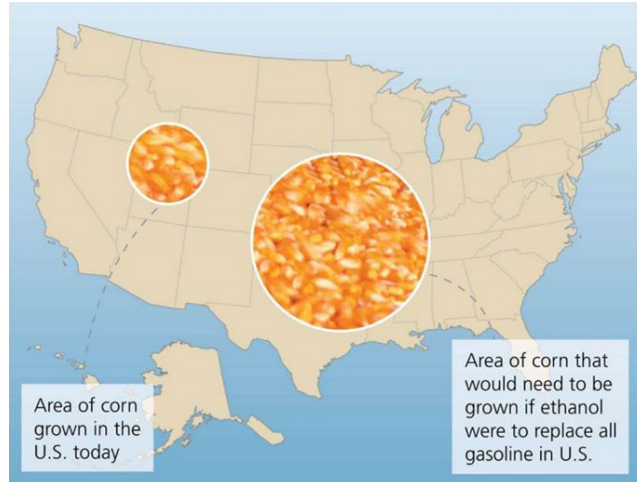 Area of corn
grown in the
U.S. today
Area of corn that
would need to be
grown if ethanol
were to replace all
gasoline in U.S.